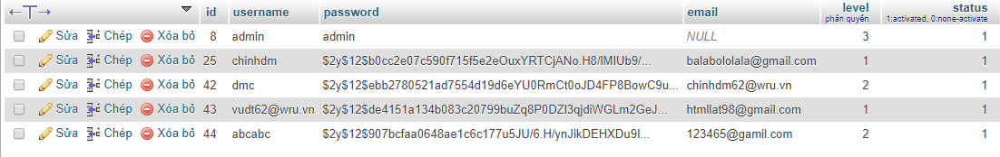 id username password email level status
phân quyền 1:activated, 0:none-activate
Sửa Chép Xóa bỏ 8 admin admin NULL 3 1
Sửa Chép Xóa bỏ 25 chinhdm $2y$12$b0cc2e07c590f715f5e2eOuxYRTCjANo.H8/lMIUb9/... balabololala@gmail.com 1 1
Sửa Chép Xóa bỏ 42 dmc $2y$12$ebb2780521ad7554d19d6eYU0RmCt0oJD4FP8BowC9u... chinhdm62@wru.vn 2 1
Sửa Chép Xóa bỏ 43 vudt62@wru.vn $2y$12$de4151a134b083c20799buZq8P0DZI3qjdiWGLm2GeJ... htmllat98@gmail.com 1 1
Sửa Chép Xóa bỏ 44 abcabc $2y$12$907bcfaa0648ae1c6c177u5JU/6.H/ynJikDEHXDu9I... 123465@gamil.com 2 1